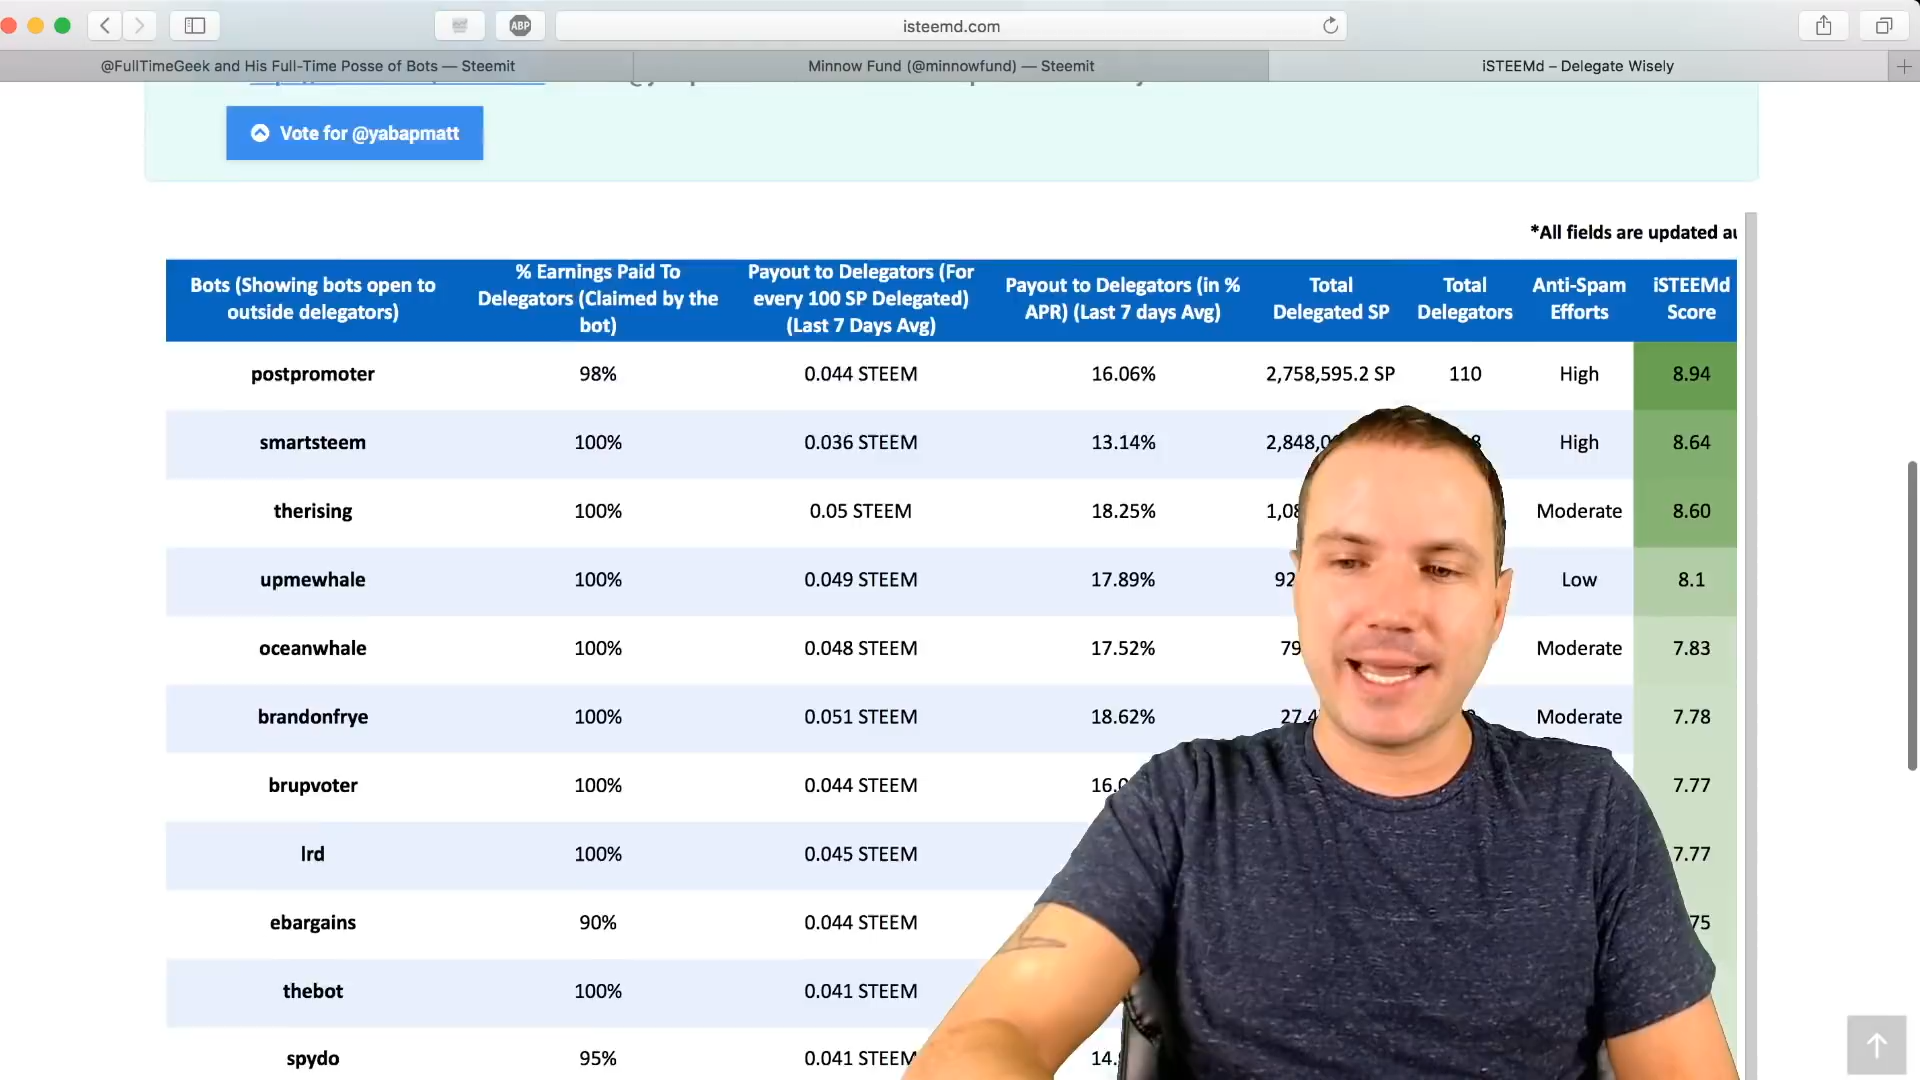 isteemd.com
ABP
@FullTimeGeek and His Full-Time Posse of Bots — Steemit
Minnow Fund (@minnowfund) — Steemit
iSTEEMd – Delegate Wisely
Vote for @yabapmatt
*All fields are updated
Bots (Showing bots open to outside delegators)
% Earnings Paid To Delegators (Claimed by the bot)
Payout to Delegators (For every 100 SP Delegated) (Last 7 Days Avg)
Payout to Delegators (in % APR) (Last 7 days Avg)
Total Delegated SP
Total Delegators
Anti-Spam Efforts
iSTEEMd Score
postpromoter 98% 0.044 STEEM 16.06% 2,758,595.2 SP 110 High 8.94
smartsteem 100% 0.036 STEEM 13.14% High 8.64
therising 100% 0.05 STEEM 18.25% Moderate 8.60
upmewhale 100% 0.049 STEEM 17.89% Low 8.1
oceanwhale 100% 0.048 STEEM 17.52% Moderate 7.83
brandonfrye 100% 0.051 STEEM 18.62% Moderate 7.78
brupvoter 100% 0.044 STEEM 7.77
lrd 100% 0.045 STEEM 7.77
ebargains 90% 0.044 STEEM
thebot 100% 0.041 STEEM
spydo 95% 0.041 STEEM